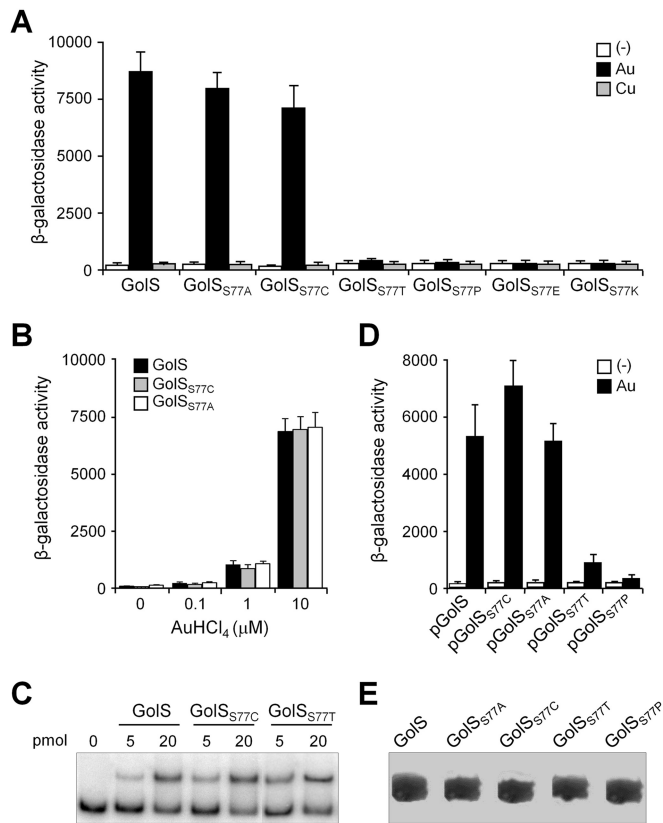 A
β-galactosidase activity
10000
7500
5000
2500
0
(-)
Au
Cu
GolS GolSS77A GolSS77C GolSS77T GolSS77P GolSS77E GolSS77K
B
β-galactosidase activity
10000
7500
5000
2500
0
GolS
GolSS77C
GolSS77A
0 0.1 1 10
AuHCl4 (μM)
D
β-galactosidase activity
8000
6000
4000
2000
0
(-)
Au
pGolS pGolSS77C pGolSS77A pGolSS77T pGolSS77P
C
GolS GolSS77C GolSS77T
pmol 0 5 20 5 20 5 20
E
GolS GolSS77A GolSS77C GolSS77T GolSS77P